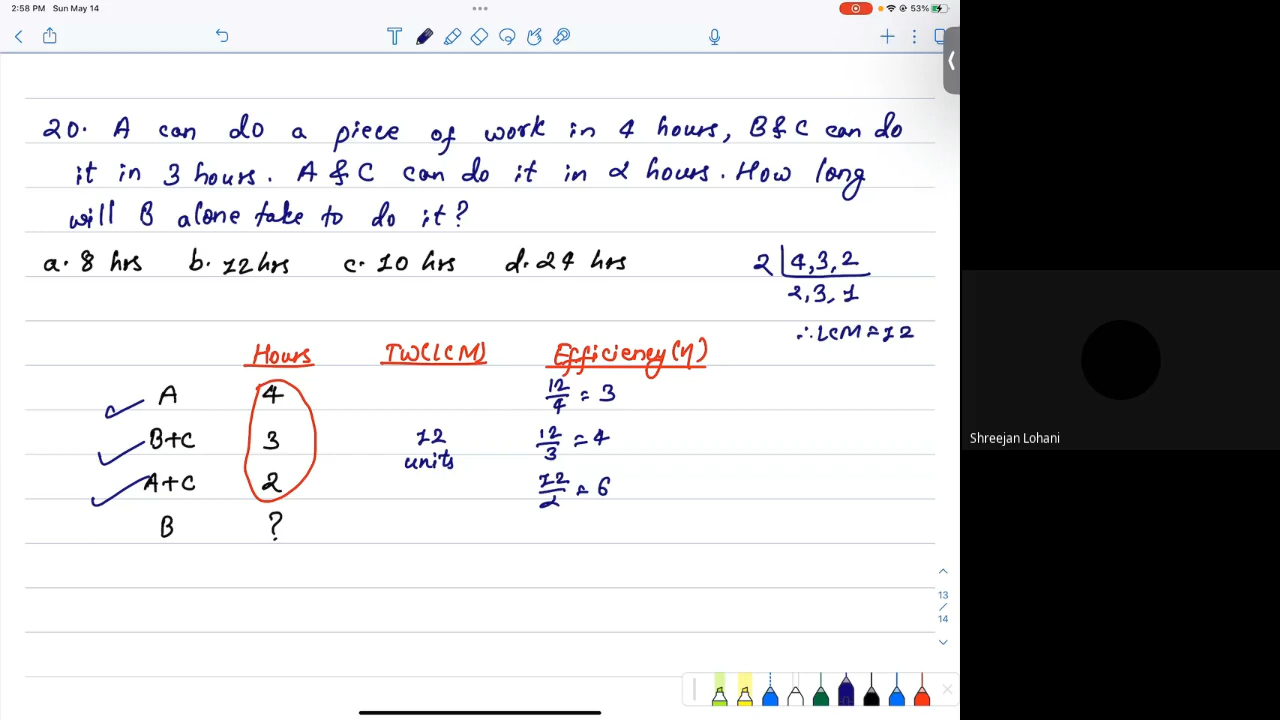 2:58 PM Sun May 14
53%
T
20. A can do a piece of work in 4 hours, B & C can do
it in 3 hours. A & C can do it in 2 hours. How long
will B alone take to do it?
a. 8 hrs b. 12 hrs c. 10 hrs d. 24 hrs
2 | 4, 3, 2
2, 3, 1
∴ LCM = 12
Hours TW(LCM) Efficiency(η)
A 4 12/4 = 3
B+C 3 12 units 12/3 = 4
A+C 2 12/2 = 6
B ?
13
/
14
Shreejan Lohani